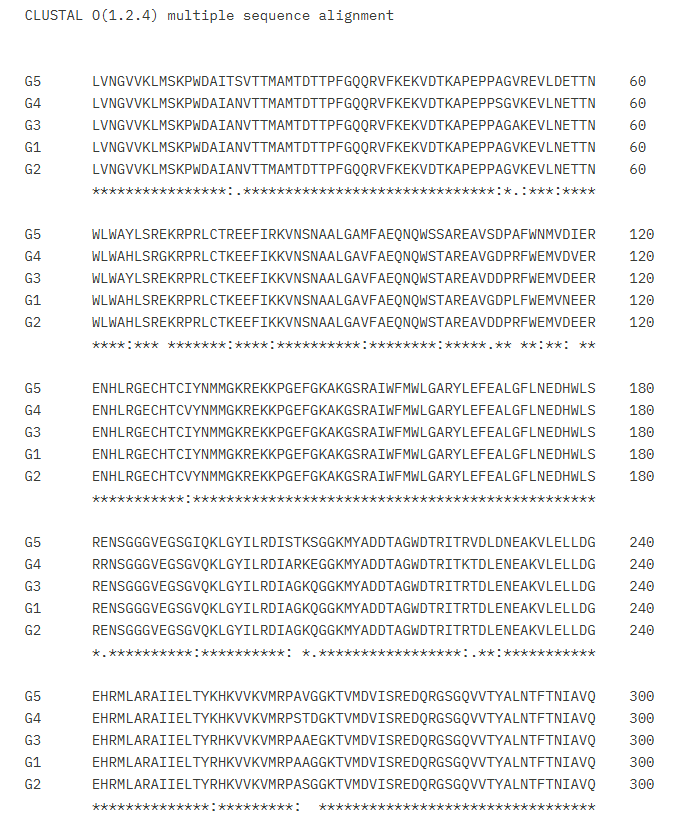 CLUSTAL O(1.2.4) multiple sequence alignment
G5 LVNGVVKLMSKPWDAITSVTTMAMTDTTPFGQQRVFKEKVDTKAPEPPAGVREVLDETTN 60
G4 LVNGVVKLMSKPWDAIANVTTMAMTDTTPFGQQRVFKEKVDTKAPEPPSGVKEVLNETTN 60
G3 LVNGVVKLMSKPWDAIANVTTMAMTDTTPFGQQRVFKEKVDTKAPEPPAGAKEVLNETTN 60
G1 LVNGVVKLMSKPWDAIANVTTMAMTDTTPFGQQRVFKEKVDTKAPEPPAGVKEVLNETTN 60
G2 LVNGVVKLMSKPWDAIANVTTMAMTDTTPFGQQRVFKEKVDTKAPEPPAGVKEVLNETTN 60
****************:.******************************:*.:***:****
G5 WLWAYLSREKRPRLCTREEFIRKVNSNAALGAMFAEQNQWSSAREAVSDPAFWNMVDIER 120
G4 WLWAHLSRGKRPRLCTKEEFIKKVNSNAALGAVFAEQNQWSTAREAVGDPRFWEMVDVER 120
G3 WLWAYLSREKRPRLCTKEEFIKKVNSNAALGAVFAEQNQWSTAREAVDDPRFWEMVDEER 120
G1 WLWAHLSREKRPRLCTKEEFIKKVNSNAALGAVFAEQNQWSTAREAVGDPLFWEMVNEER 120
G2 WLWAHLSREKRPRLCTKEEFIKKVNSNAALGAVFAEQNQWSTAREAVDDPRFWEMVDEER 120
****:*** *******:****:**********:********:*****.** **:**: **
G5 ENHLRGECHTCIYNMMGKREKKPGEFGKAKGSRAIWFMWLGARYLEFEALGFLNEDHWLS 180
G4 ENHLRGECHTCVYNMMGKREKKPGEFGKAKGSRAIWFMWLGARYLEFEALGFLNEDHWLS 180
G3 ENHLRGECHTCIYNMMGKREKKPGEFGKAKGSRAIWFMWLGARYLEFEALGFLNEDHWLS 180
G1 ENHLRGECHTCIYNMMGKREKKPGEFGKAKGSRAIWFMWLGARYLEFEALGFLNEDHWLS 180
G2 ENHLRGECHTCVYNMMGKREKKPGEFGKAKGSRAIWFMWLGARYLEFEALGFLNEDHWLS 180
***********:************************************************
G5 RENSGGGVEGSGIQKLGYILRDISTKSGGKMYADDTAGWDTRITRVDLDNEAKVLELLDG 240
G4 RRNSGGGVEGSGVQKLGYILRDIARKEGGKMYADDTAGWDTRITKTDLENEAKVLELLDG 240
G3 RENSGGGVEGSGVQKLGYILRDIAGKQGGKMYADDTAGWDTRITRTDLENEAKVLELLDG 240
G1 RENSGGGVEGSGVQKLGYILRDIAGKQGGKMYADDTAGWDTRITRTDLENEAKVLELLDG 240
G2 RENSGGGVEGSGVQKLGYILRDIAGKQGGKMYADDTAGWDTRITRTDLENEAKVLELLDG 240
*.**********:**********: *.*****************:.**:***********
G5 EHRMLARAIIELTYKHKVVKVMRPAVGGKTVMDVISREDQRGSGQVVTYALNTFTNIAVQ 300
G4 EHRMLARAIIELTYRHKVVKVMRPSTDGKTVMDVISREDQRGSGQVVTYALNTFTNIAVQ 300
G3 EHRMLARAIIELTYRHKVVKVMRPAAEGKTVMDVISREDQRGSGQVVTYALNTFTNIAVQ 300
G1 EHRMLARAIIELTYRHKVVKVMRPAAGGKTVMDVISREDQRGSGQVVTYALNTFTNIAVQ 300
G2 EHRMLARAIIELTYRHKVVKVMRPASGGKTVMDVISREDQRGSGQVVTYALNTFTNIAVQ 300
**************:*********:  *********************************